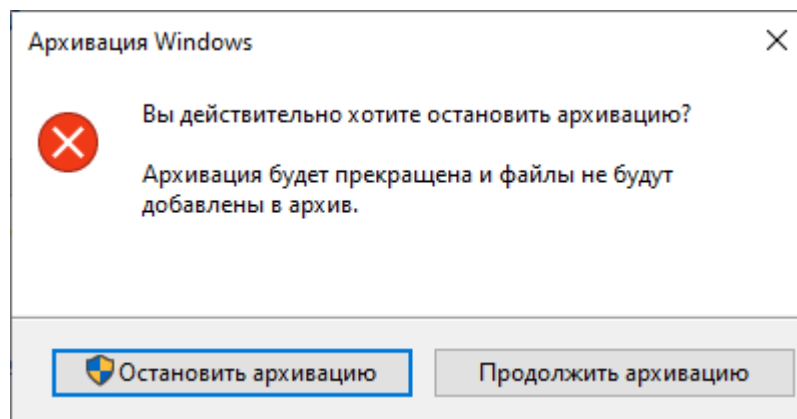 Архивация Windows
Вы действительно хотите остановить архивацию?
Архивация будет прекращена и файлы не будут
добавлены в архив.
Остановить архивацию
Продолжить архивацию